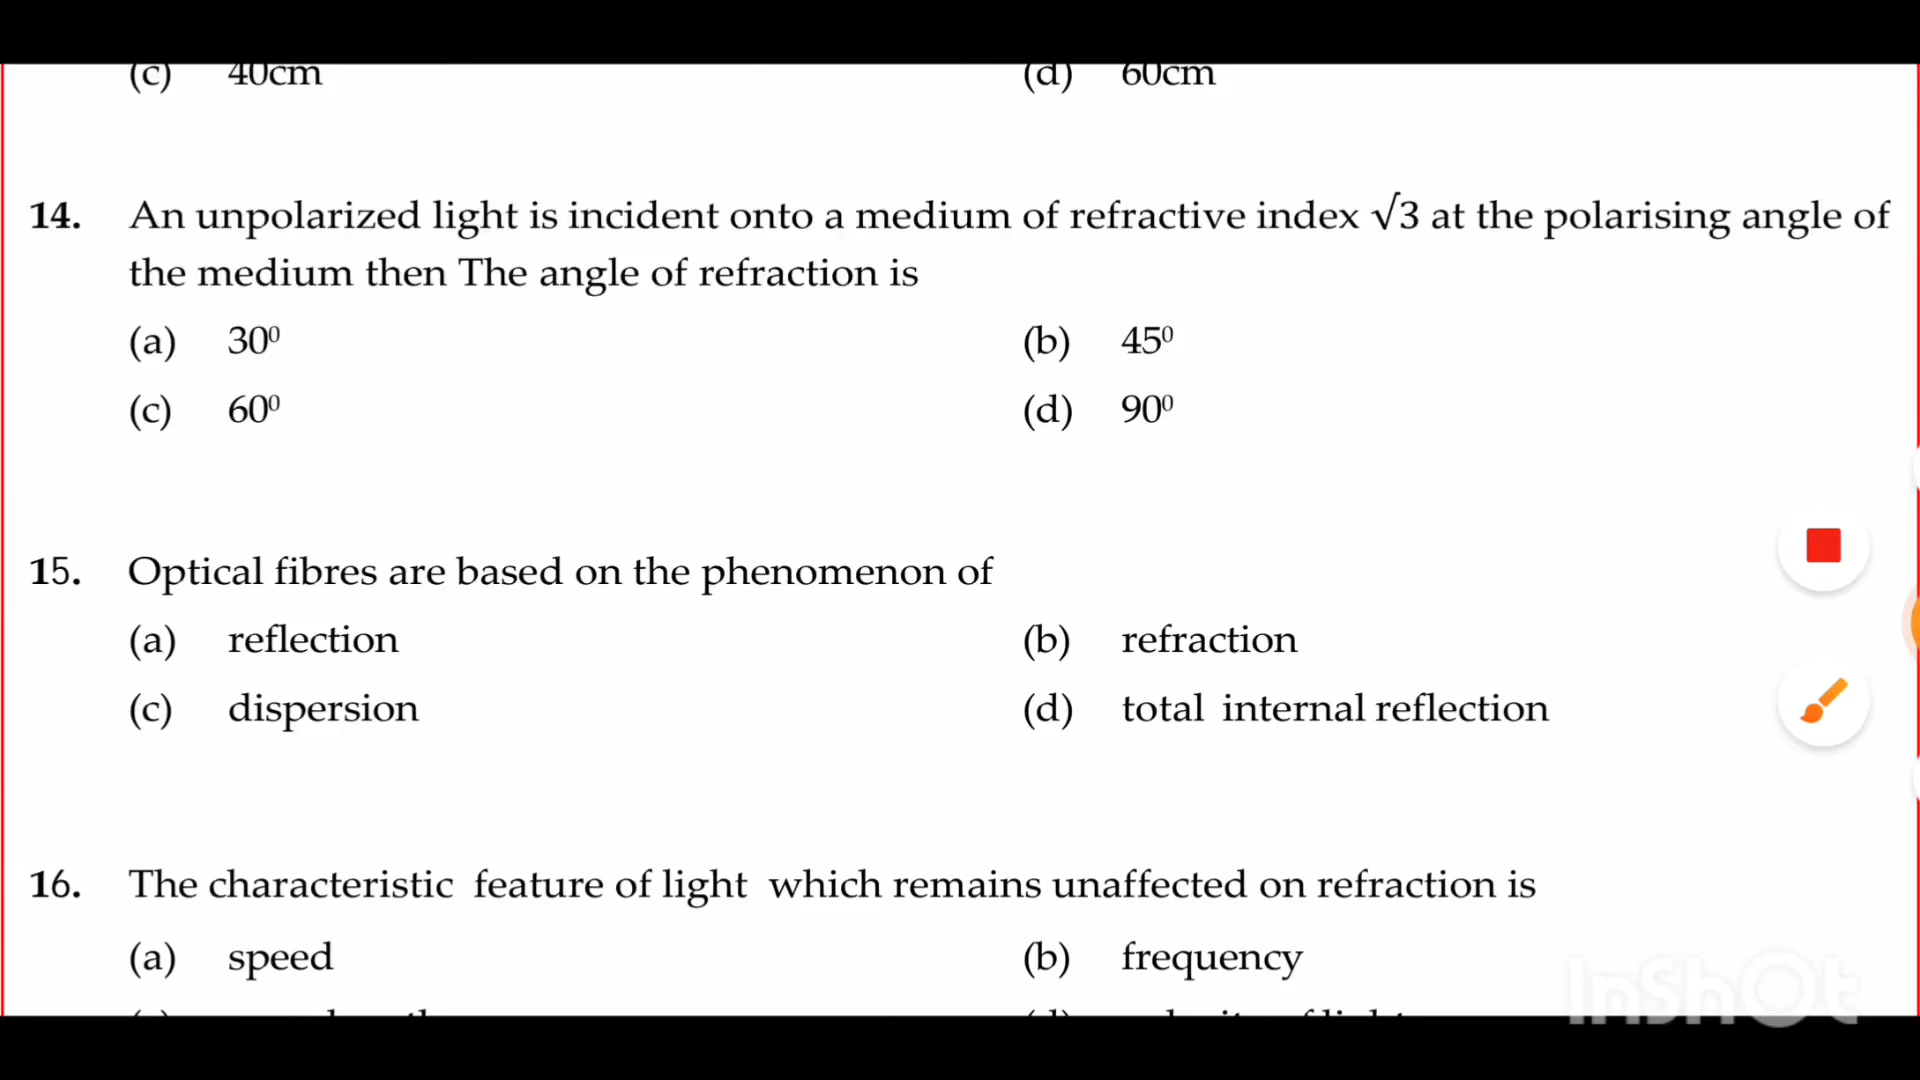 (c) 40cm (d) 60cm
14. An unpolarized light is incident onto a medium of refractive index √3 at the polarising angle of
the medium then The angle of refraction is
(a) 30⁰ (b) 45⁰
(c) 60⁰ (d) 90⁰
15. Optical fibres are based on the phenomenon of
(a) reflection (b) refraction
(c) dispersion (d) total internal reflection
16. The characteristic feature of light which remains unaffected on refraction is
(a) speed (b) frequency
InShOt